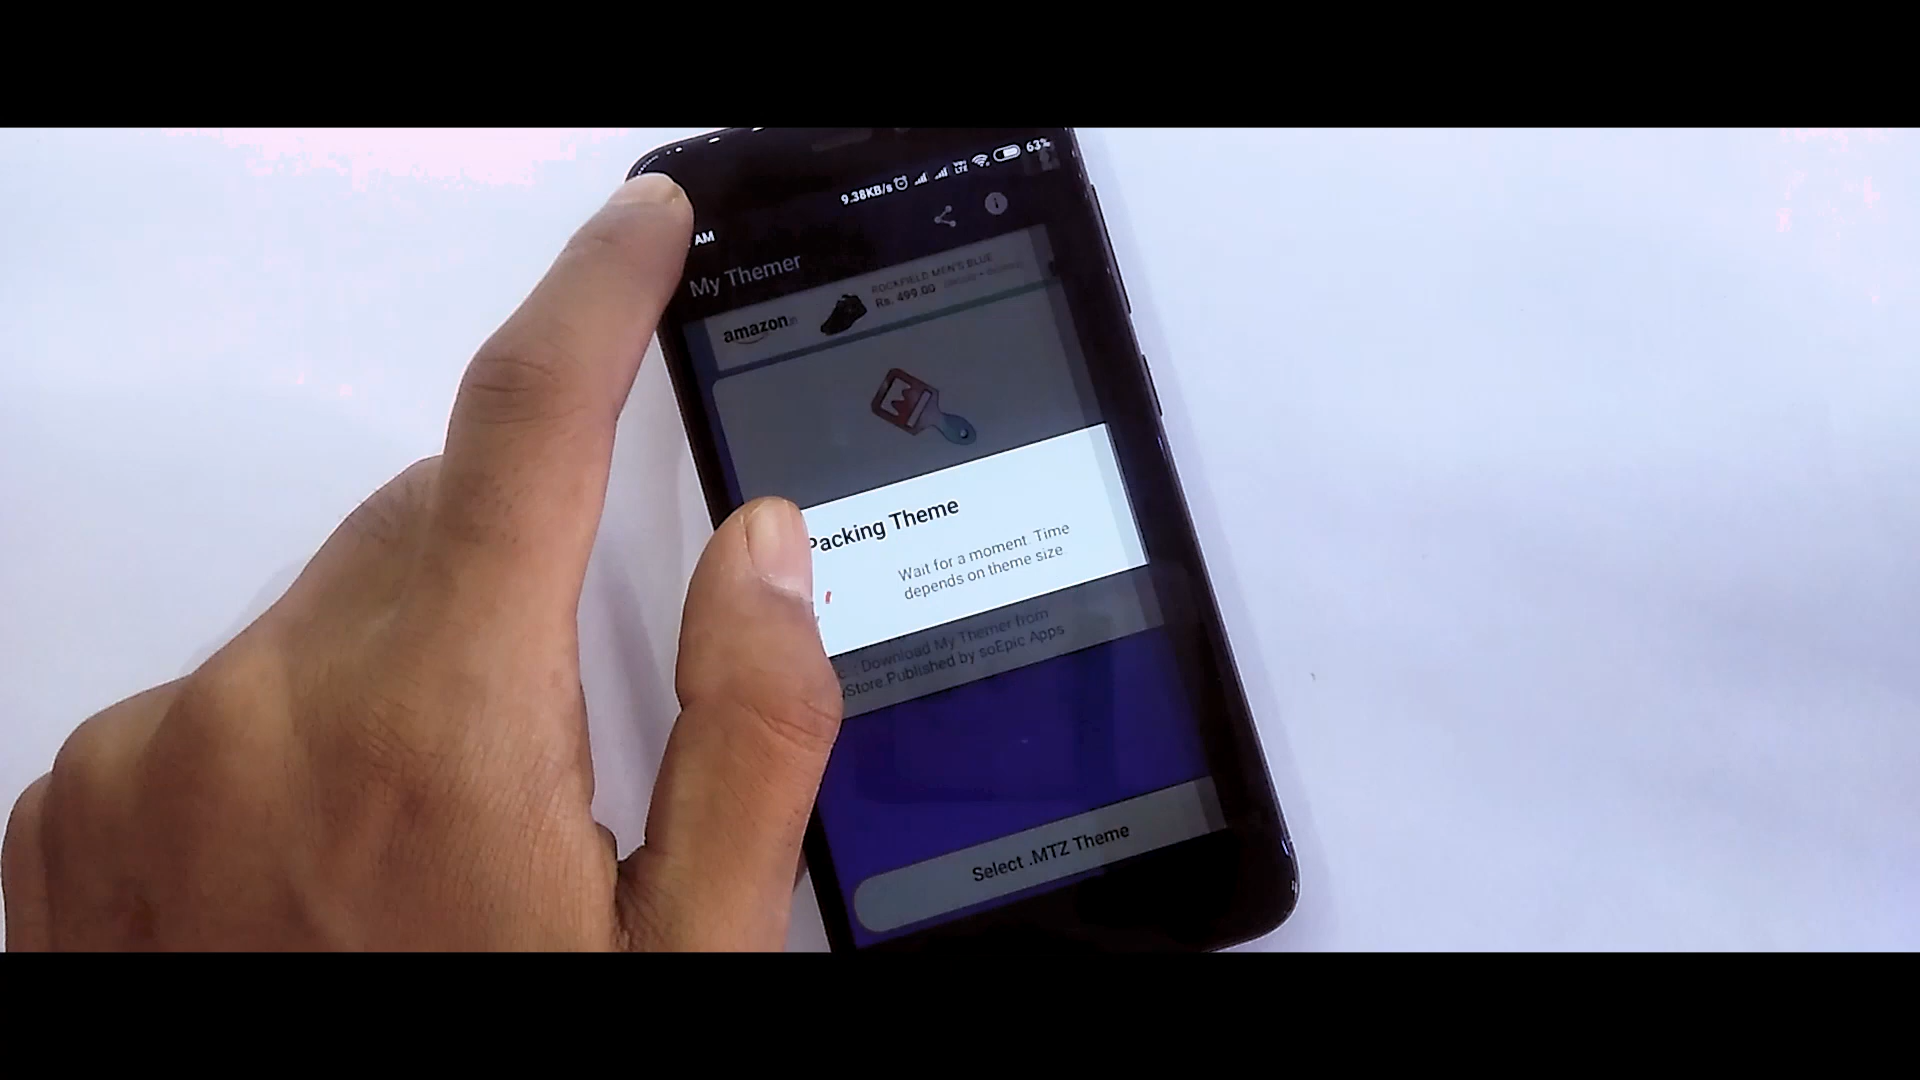 9.38KB/s 63%
AM
My Themer
ROCKFIELD MEN'S BLUE
Rs. 499.00
amazon
Packing Theme
Wait for a moment. Time
depends on theme size.
Download My Themer from
Store.Published by soEpic Apps
Select .MTZ Theme